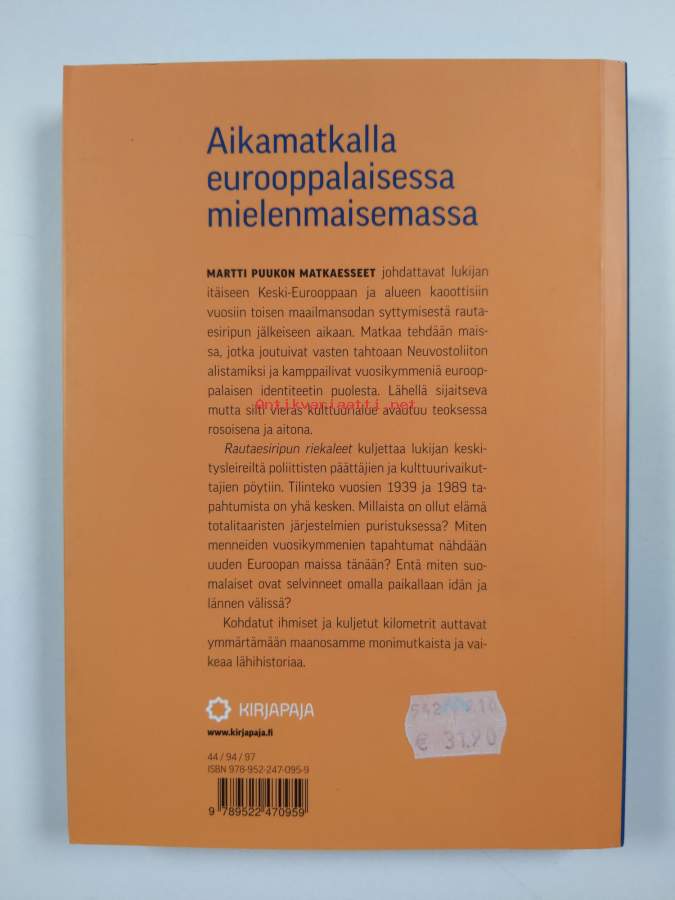 Aikamatkalla
eurooppalaisessa
mielenmaisemassa
MARTTI PUUKON MATKAESSEET johdattavat lukijan
itäiseen Keski-Eurooppaan ja alueen kaoottisiin
vuosiin toisen maailmansodan syttymisestä rauta-
esiripun jälkeiseen aikaan. Matkaa tehdään mais-
sa, jotka joutuivat vasten tahtoaan Neuvostoliiton
alistamiksi ja kamppailivat vuosikymmeniä euroop-
palaisen identiteetin puolesta. Lähellä sijaitseva
Antikvariaatti.net
mutta silti vieras kulttuurialue avautuu teoksessa
rosoisena ja aitona.
Rautaesiripun riekaleet kuljettaa lukijan keski-
tysleireiltä poliittisten päättäjien ja kulttuurivaikut-
tajien pöytiin. Tilinteko vuosien 1939 ja 1989 ta-
pahtumista on yhä kesken. Millaista on ollut elämä
totalitaaristen järjestelmien puristuksessa? Miten
menneiden vuosikymmenien tapahtumat nähdään
uuden Euroopan maissa tänään? Entä miten suo-
malaiset ovat selvinneet omalla paikallaan idän ja
lännen välissä?
Kohdatut ihmiset ja kuljetut kilometrit auttavat
ymmärtämään maanosamme monimutkaista ja vai-
keaa lähihistoriaa.
KIRJAPAJA
www.kirjapaja.fi
44 / 94 / 97
ISBN 978-952-247-095-9
9 789522 470959
€ 31.90